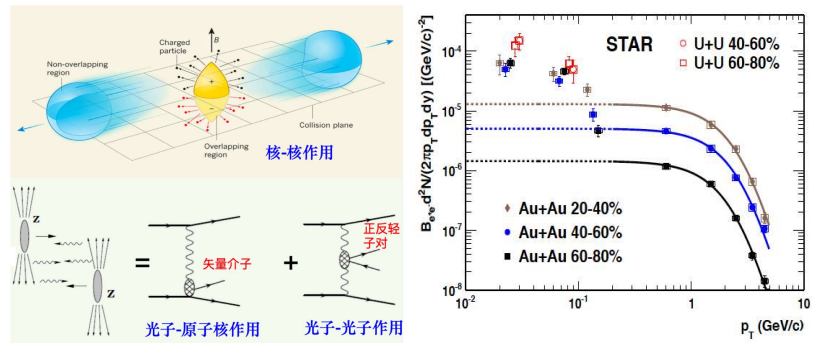 Non-overlapping
region
Charged
particle
B
+
−
Collision plane
Overlapping
region
核-核作用
Z
Z
=
矢量介子
光子-原子核作用
+
正反轻
子对
光子-光子作用
STAR
U+U 40-60%
U+U 60-80%
Au+Au 20-40%
Au+Au 40-60%
Au+Au 60-80%
B_{e^+e^-}d²N/(2πp_Tdp_Tdy) [(GeV/c)⁻²]
10⁻⁴
10⁻⁵
10⁻⁶
10⁻⁷
10⁻⁸
10⁻²
10⁻¹
1
10
p_T (GeV/c)